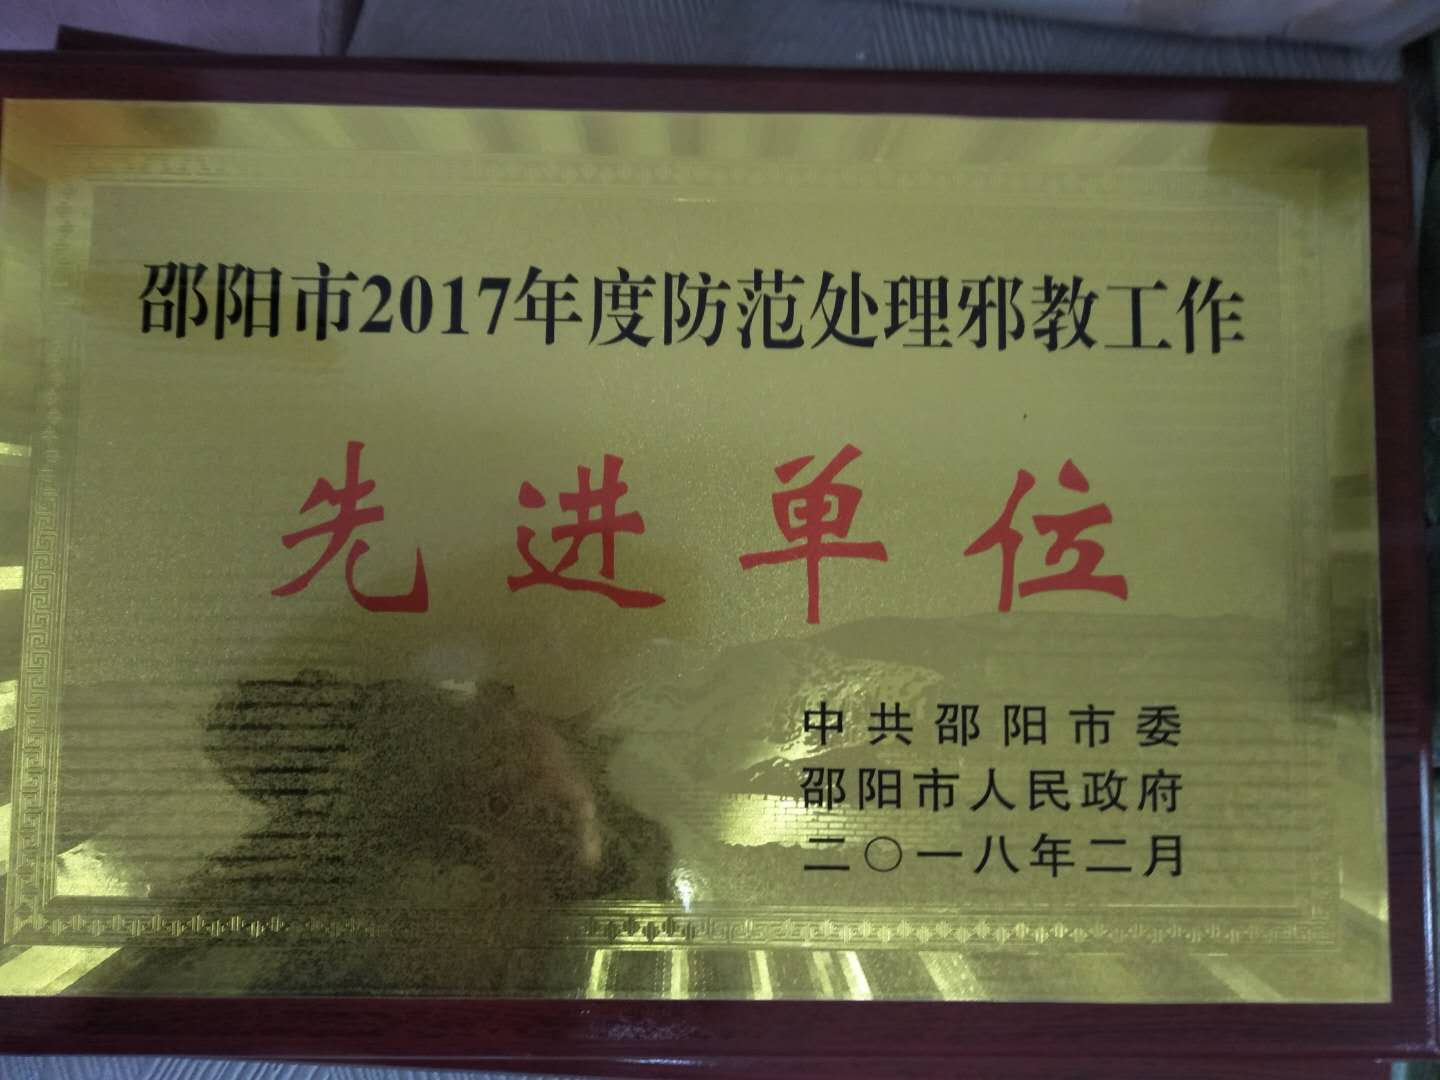 邵阳市2017年度防范处理邪教工作
先进单位
中共邵阳市委
邵阳市人民政府
二〇一八年二月